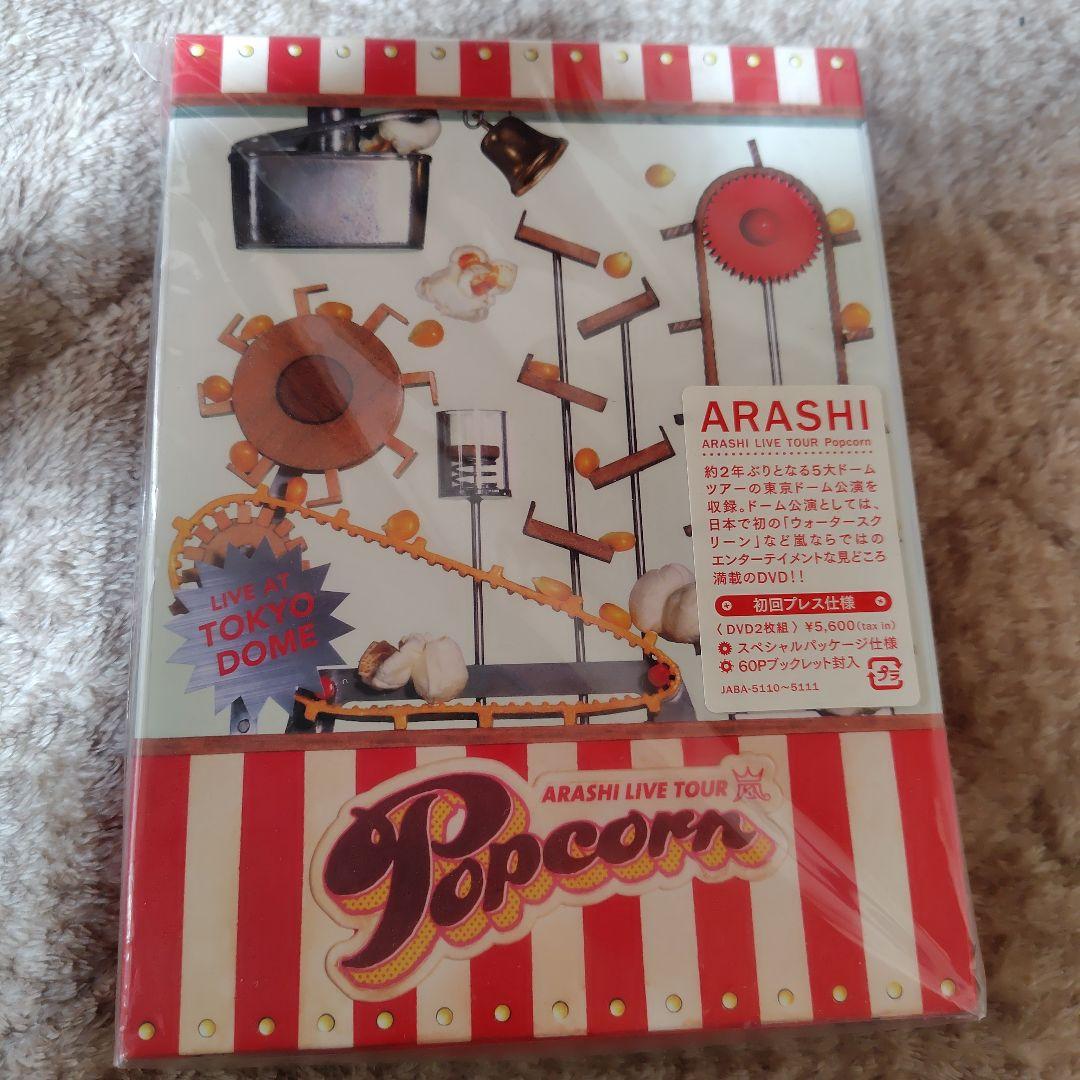 ARASHI
ARASHI LIVE TOUR Popcorn
約2年ぶりとなる5大ドーム
ツアーの東京ドーム公演を
収録。ドーム公演としては、
日本で初の「ウォータースク
リーン」など嵐ならではの
エンターテイメントな見どころ
満載のDVD!!
初回プレス仕様
〈DVD2枚組〉¥5,600(tax in)
スペシャルパッケージ仕様
60Pブックレット封入
プラ
JABA-5110〜5111
LIVE AT
TOKYO
DOME
ARASHI LIVE TOUR 嵐
Popcorn